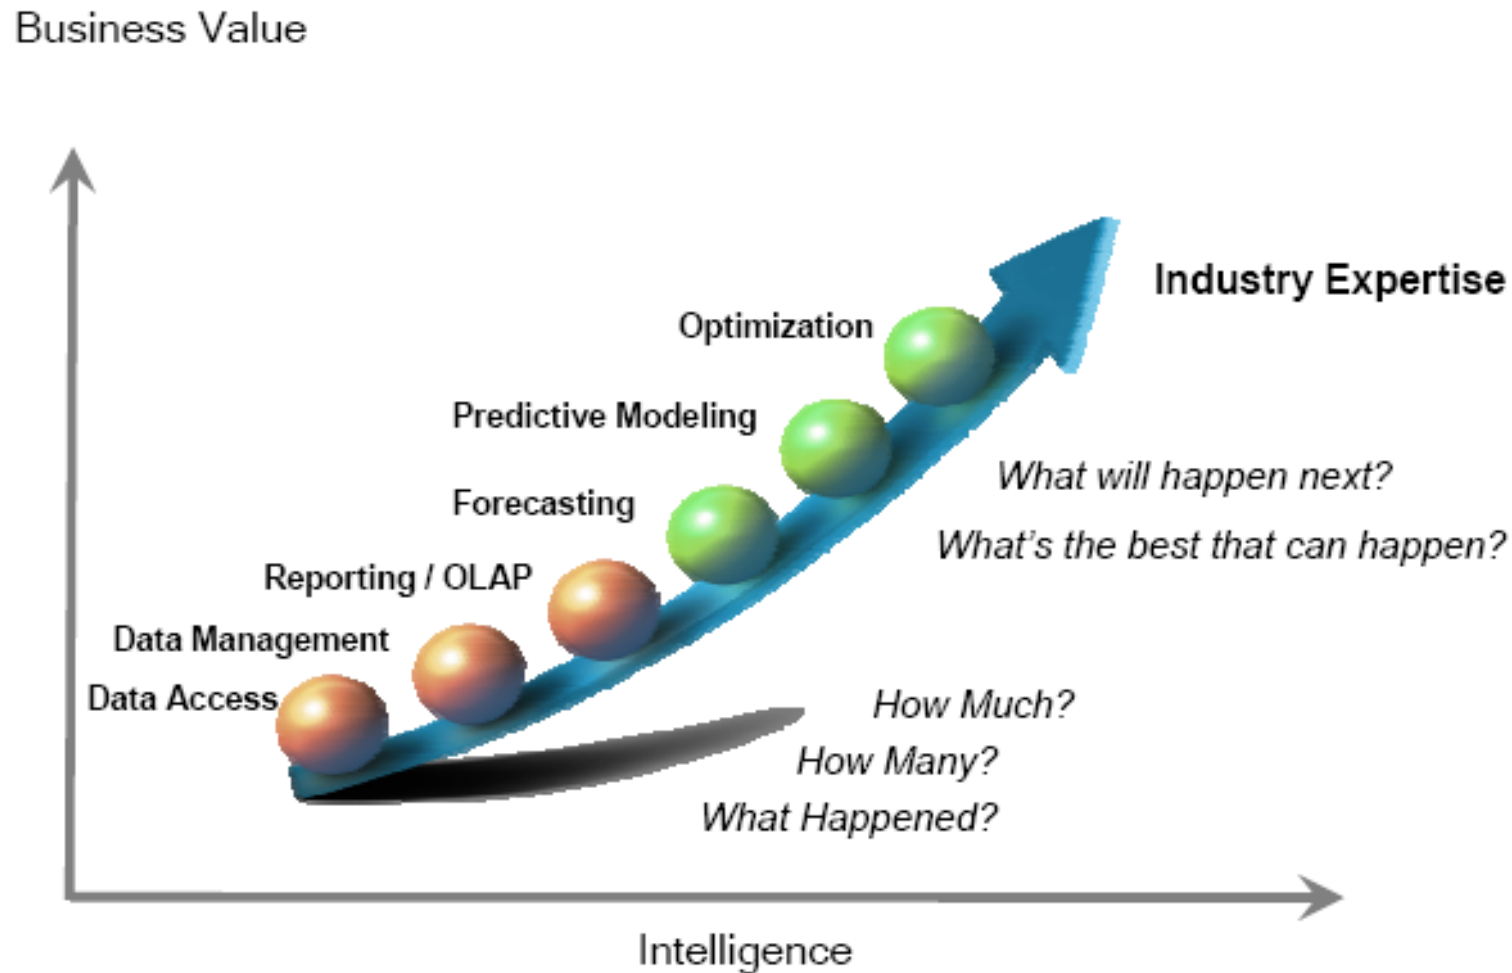 Business Value
Industry Expertise
Optimization
Predictive Modeling
What will happen next?
Forecasting
What's the best that can happen?
Reporting / OLAP
Data Management
Data Access
How Much?
How Many?
What Happened?
Intelligence